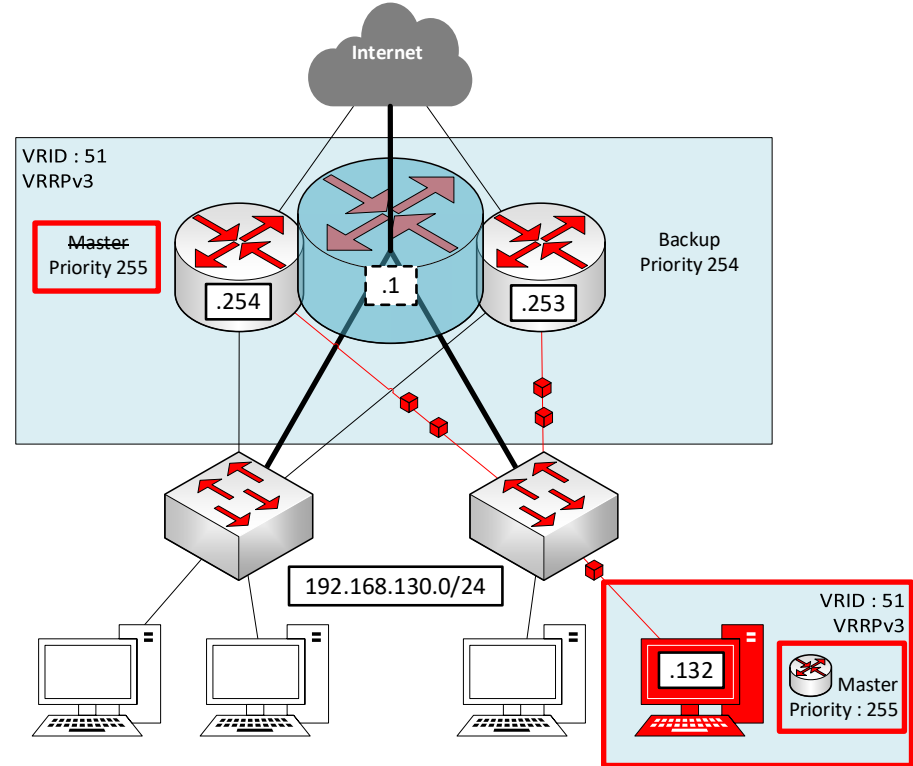 Internet
VRID : 51
VRRPv3
Master
Priority 255
.254
.1
.253
Backup
Priority 254
192.168.130.0/24
VRID : 51
VRRPv3
.132
Master
Priority : 255